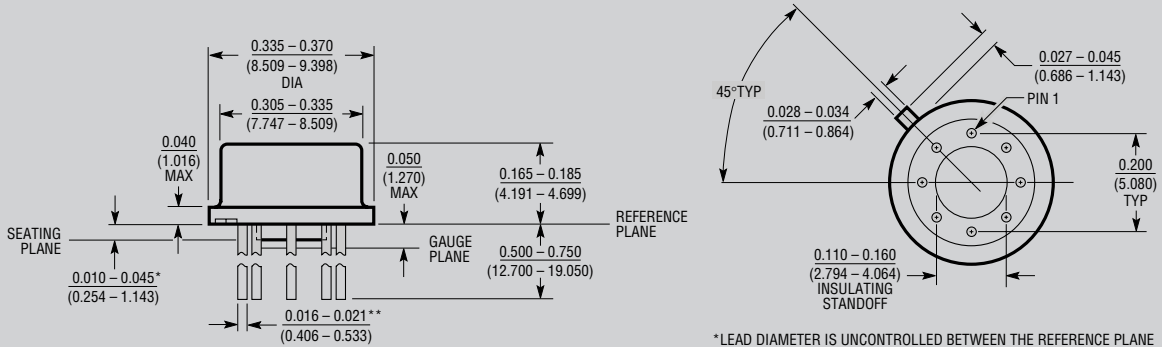 0.335 – 0.370
(8.509 – 9.398)
DIA
0.305 – 0.335
(7.747 – 8.509)
0.040
(1.016)
MAX
0.050
(1.270)
MAX
0.165 – 0.185
(4.191 – 4.699)
SEATING
PLANE
GAUGE
PLANE
REFERENCE
PLANE
0.500 – 0.750
(12.700 – 19.050)
0.010 – 0.045*
(0.254 – 1.143)
0.016 – 0.021**
(0.406 – 0.533)
45°TYP
0.028 – 0.034
(0.711 – 0.864)
0.027 – 0.045
(0.686 – 1.143)
PIN 1
0.200
(5.080)
TYP
0.110 – 0.160
(2.794 – 4.064)
INSULATING
STANDOFF
*LEAD DIAMETER IS UNCONTROLLED BETWEEN THE REFERENCE PLANE